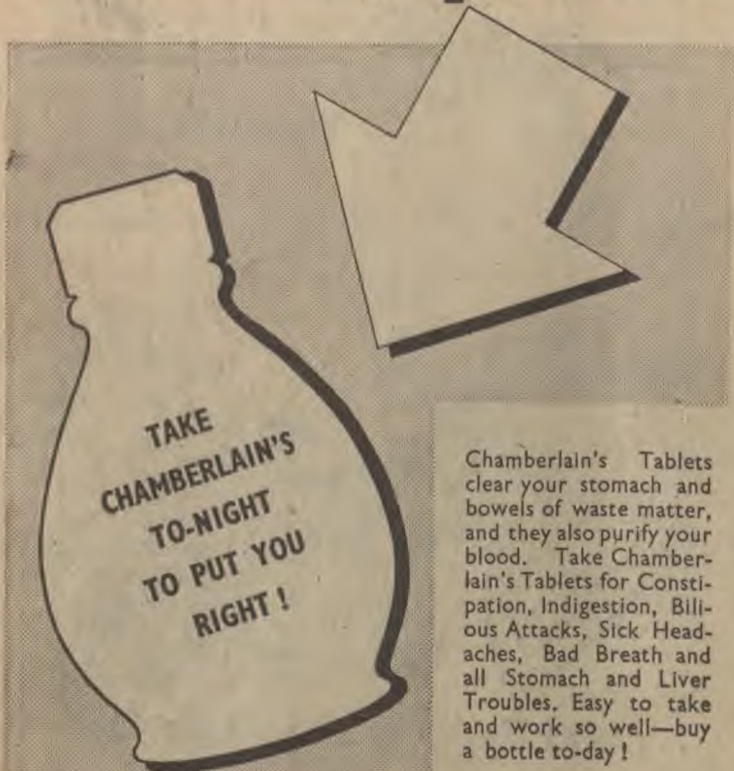 TAKE
CHAMBERLAIN'S
TO-NIGHT
TO PUT YOU
RIGHT !
Chamberlain's Tablets
clear your stomach and
bowels of waste matter,
and they also purify your
blood. Take Chamber-
lain's Tablets for Consti-
pation, Indigestion, Bili-
ous Attacks, Sick Head-
aches, Bad Breath and
all Stomach and Liver
Troubles. Easy to take
and work so well—buy
a bottle to-day !